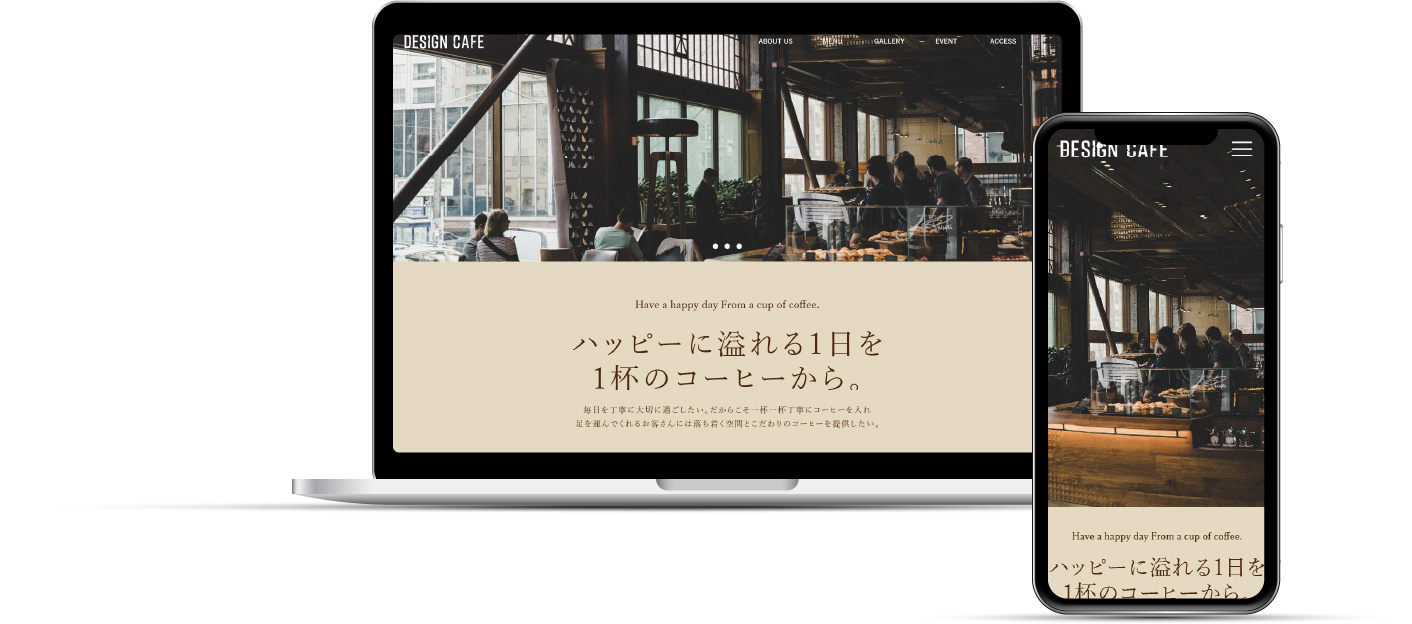 DESIGN CAFE
ABOUT US MENU GALLERY EVENT ACCESS
Have a happy day From a cup of coffee.
ハッピーに溢れる1日を
1杯のコーヒーから。
毎日を丁寧に大切に過ごしたい。だからこそ一杯一杯丁寧にコーヒーを入れ
足を運んでくれるお客さんには落ち着く空間とこだわりのコーヒーを提供したい。
DESIGN CAFE
Have a happy day From a cup of coffee.
ハッピーに溢れる1日を
1杯のコーヒーから。